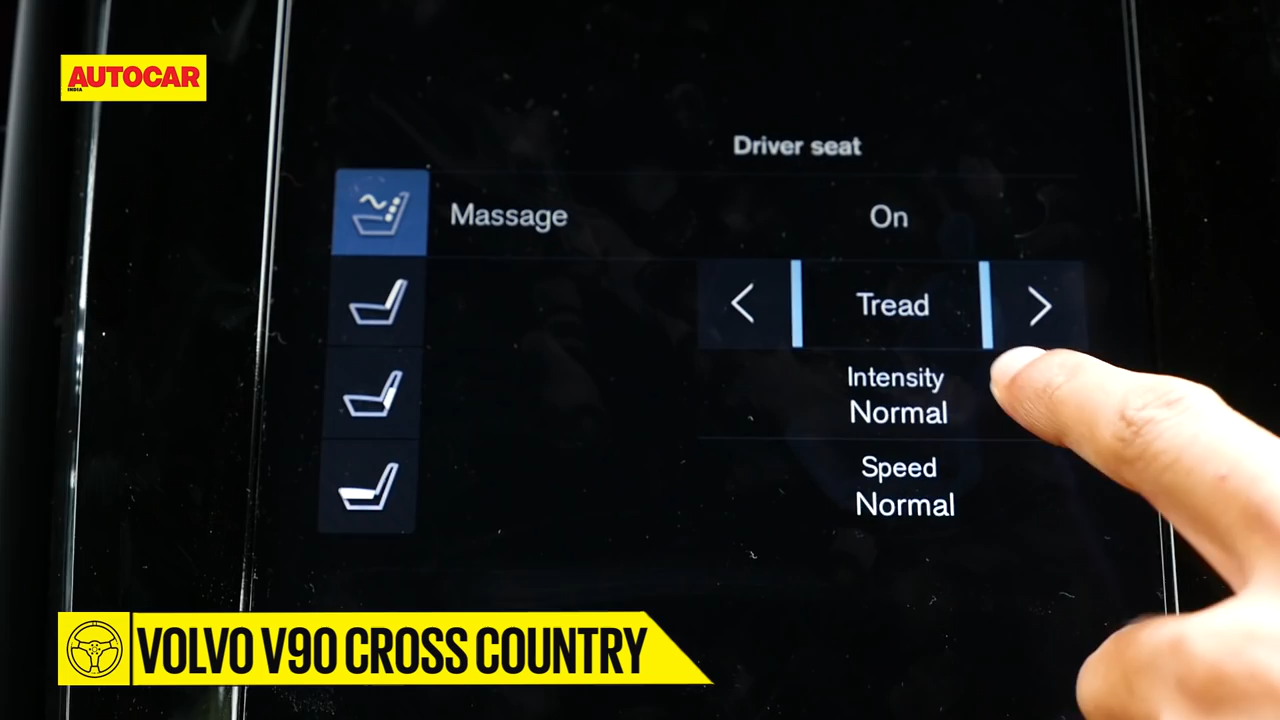 AUTOCAR
INDIA
Driver seat
Massage
On
Tread
Intensity
Normal
Speed
Normal
VOLVO V90 CROSS COUNTRY